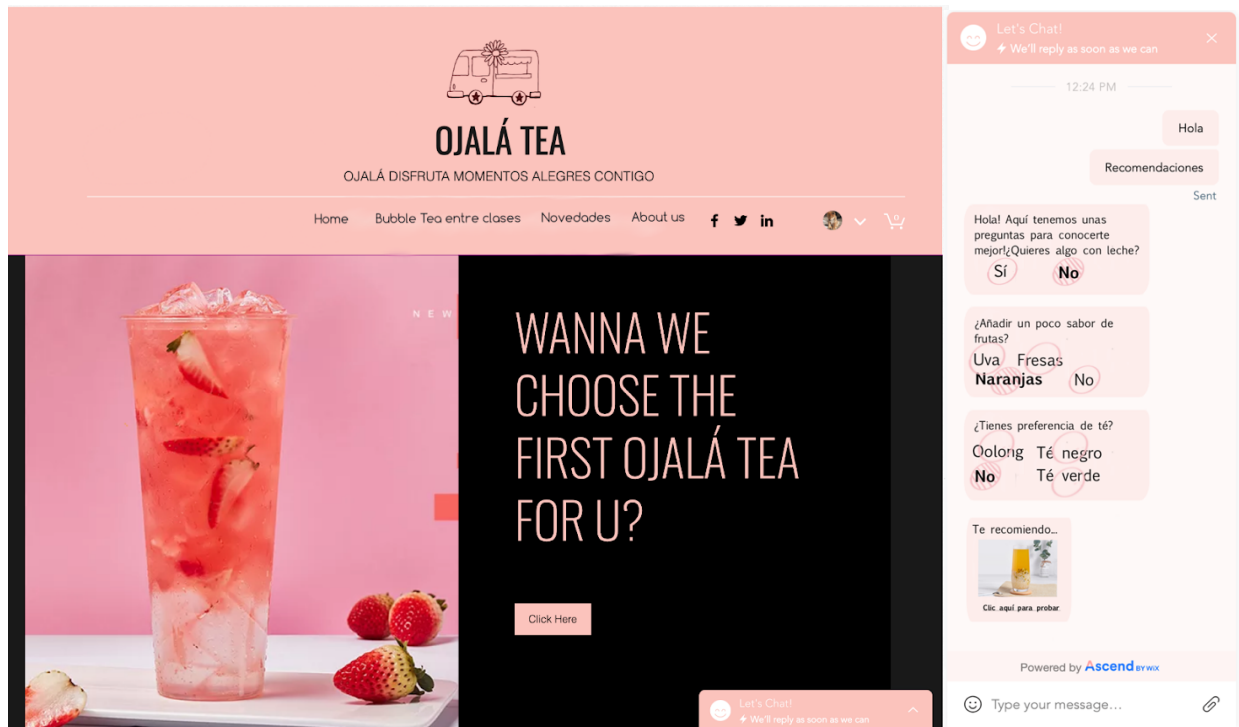 OJALÁ TEA
OJALÁ DISFRUTA MOMENTOS ALEGRES CONTIGO
Home Bubble Tea entre clases Novedades About us f in 0
NEW
WANNA WE
CHOOSE THE
FIRST OJALÁ TEA
FOR U?
Click Here
Let's Chat!
We'll reply as soon as we can
Let's Chat!
We'll reply as soon as we can
12:24 PM
Hola
Recomendaciones
Sent
Hola! Aquí tenemos unas
preguntas para conocerte
mejor!¿Quieres algo con leche?
Sí No
¿Añadir un poco sabor de
frutas?
Uva Fresas
Naranjas No
¿Tienes preferencia de té?
Oolong Té negro
No Té verde
Te recomiendo...
Clic aquí para probar
Powered by Ascend BY WIX
Type your message...